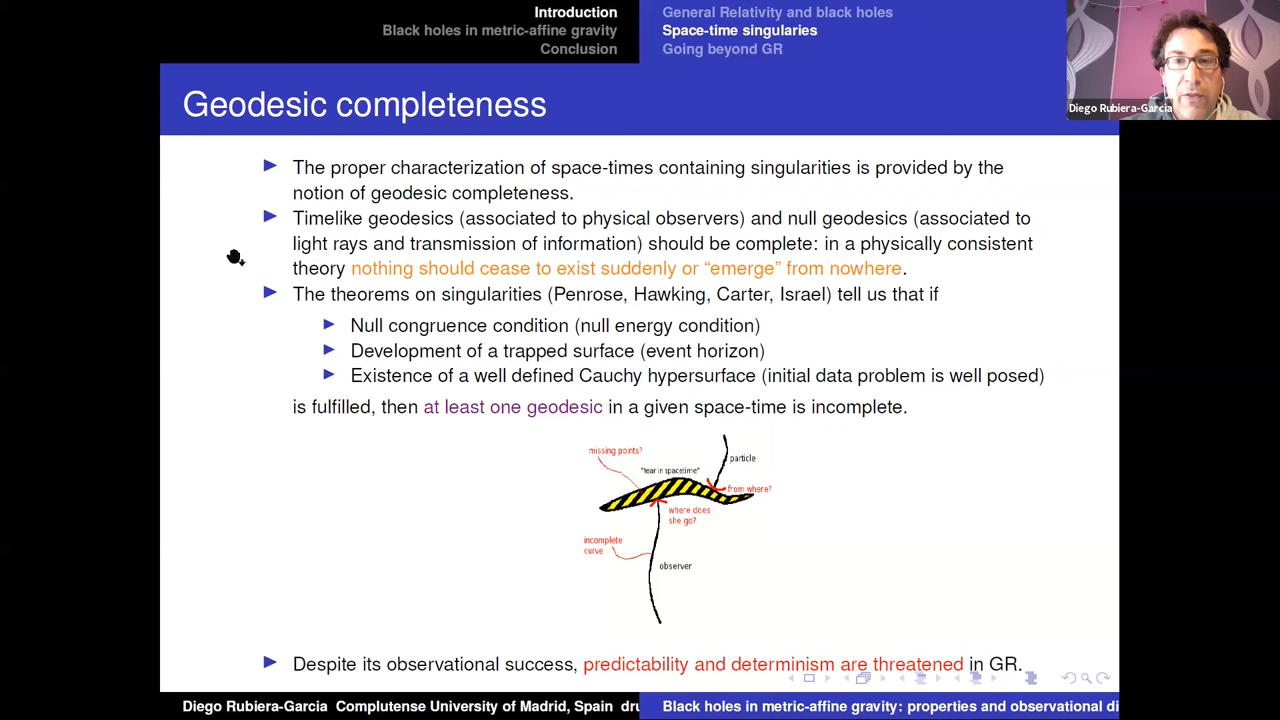 Introduction
Black holes in metric-affine gravity
Conclusion
General Relativity and black holes
Space-time singularies
Going beyond GR
Diego Rubiera-Garcia
Geodesic completeness
The proper characterization of space-times containing singularities is provided by the
notion of geodesic completeness.
Timelike geodesics (associated to physical observers) and null geodesics (associated to
light rays and transmission of information) should be complete: in a physically consistent
theory nothing should cease to exist suddenly or “emerge” from nowhere.
The theorems on singularities (Penrose, Hawking, Carter, Israel) tell us that if
Null congruence condition (null energy condition)
Development of a trapped surface (event horizon)
Existence of a well defined Cauchy hypersurface (initial data problem is well posed)
is fulfilled, then at least one geodesic in a given space-time is incomplete.
missing points?
"tear in spacetime"
particle
from where?
where does
she go?
incomplete
curve
observer
Despite its observational success, predictability and determinism are threatened in GR.
Diego Rubiera-Garcia Complutense University of Madrid, Spain dru
Black holes in metric-affine gravity: properties and observational di